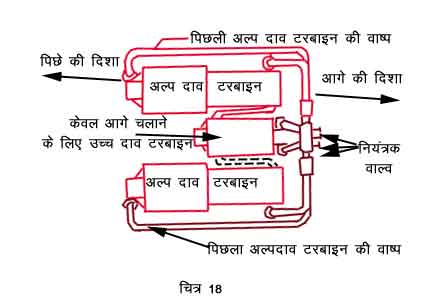 पिछली अल्प दाव टरबाइन की वाष्प
पिछे की दिशा
आगे की दिशा
अल्प दाव टरबाइन
केवल आगे चलाने
के लिए उच्च दाव टरबाइन
नियंत्रक
वाल्व
अल्प दाव टरबाइन
पिछला अल्पदाव टरबाइन की वाष्प
चित्र 18